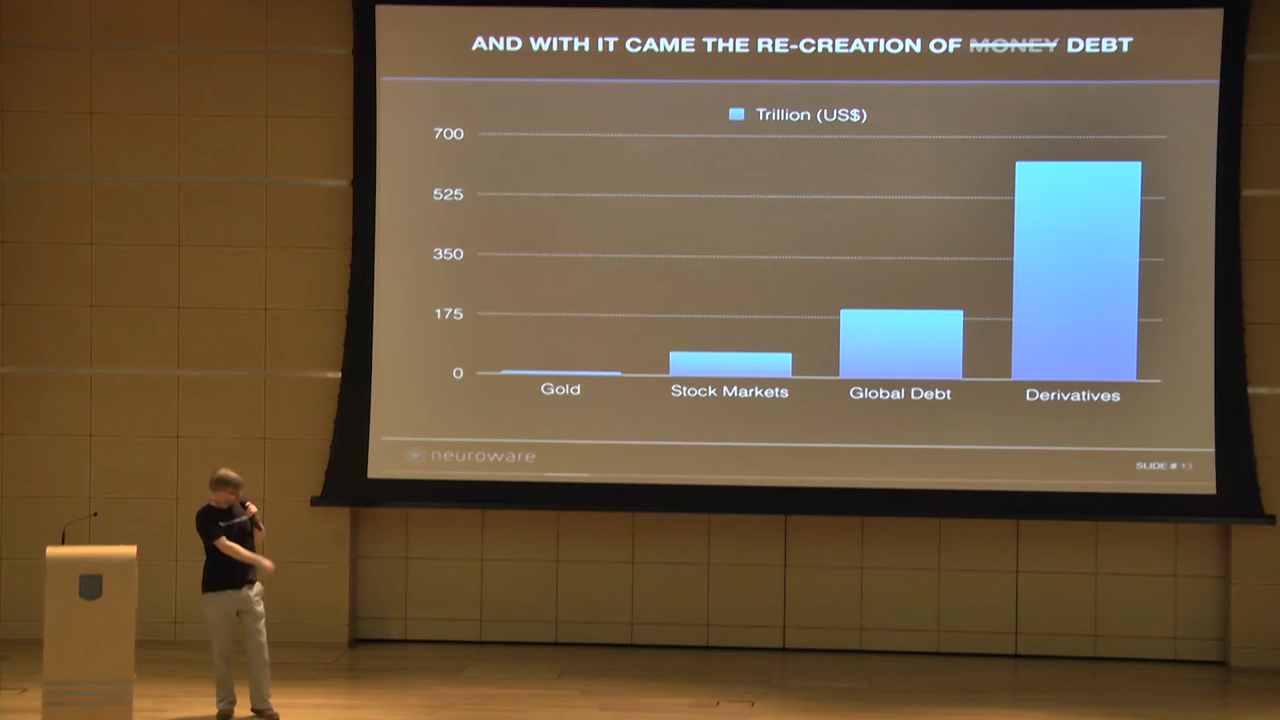 AND WITH IT CAME THE RE-CREATION OF MONEY DEBT
Trillion (US$)
700
525
350
175
0
Gold
Stock Markets
Global Debt
Derivatives
neuroware
SLIDE # 13